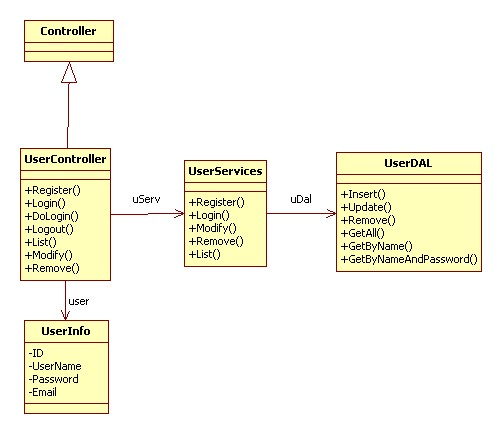 Controller
UserController
+Register()
+Login()
+DoLogin()
+Logout()
+List()
+Modify()
+Remove()
uServ
UserServices
+Register()
+Login()
+Modify()
+Remove()
+List()
uDal
UserDAL
+Insert()
+Update()
+Remove()
+GetAll()
+GetByName()
+GetByNameAndPassword()
user
UserInfo
-ID
-UserName
-Password
-Email